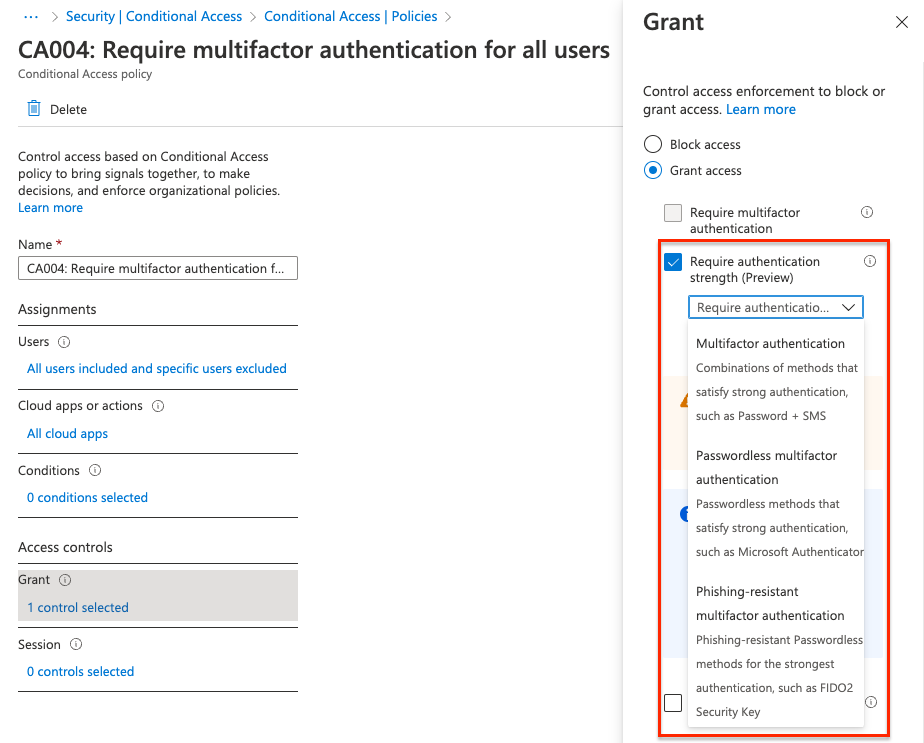 ··· > Security | Conditional Access > Conditional Access | Policies >
CA004: Require multifactor authentication for all users
Conditional Access policy
Delete
Control access based on Conditional Access
policy to bring signals together, to make
decisions, and enforce organizational policies.
Learn more
Name *
CA004: Require multifactor authentication f...
Assignments
Users
All users included and specific users excluded
Cloud apps or actions
All cloud apps
Conditions
0 conditions selected
Access controls
Grant
1 control selected
Session
0 controls selected
Grant
Control access enforcement to block or
grant access. Learn more
Block access
Grant access
Require multifactor
authentication
Require authentication
strength (Preview)
Require authenticatio...
Multifactor authentication
Combinations of methods that
satisfy strong authentication,
such as Password + SMS
Passwordless multifactor
authentication
Passwordless methods that
satisfy strong authentication,
such as Microsoft Authenticator
Phishing-resistant
multifactor authentication
Phishing-resistant Passwordless
methods for the strongest
authentication, such as FIDO2
Security Key